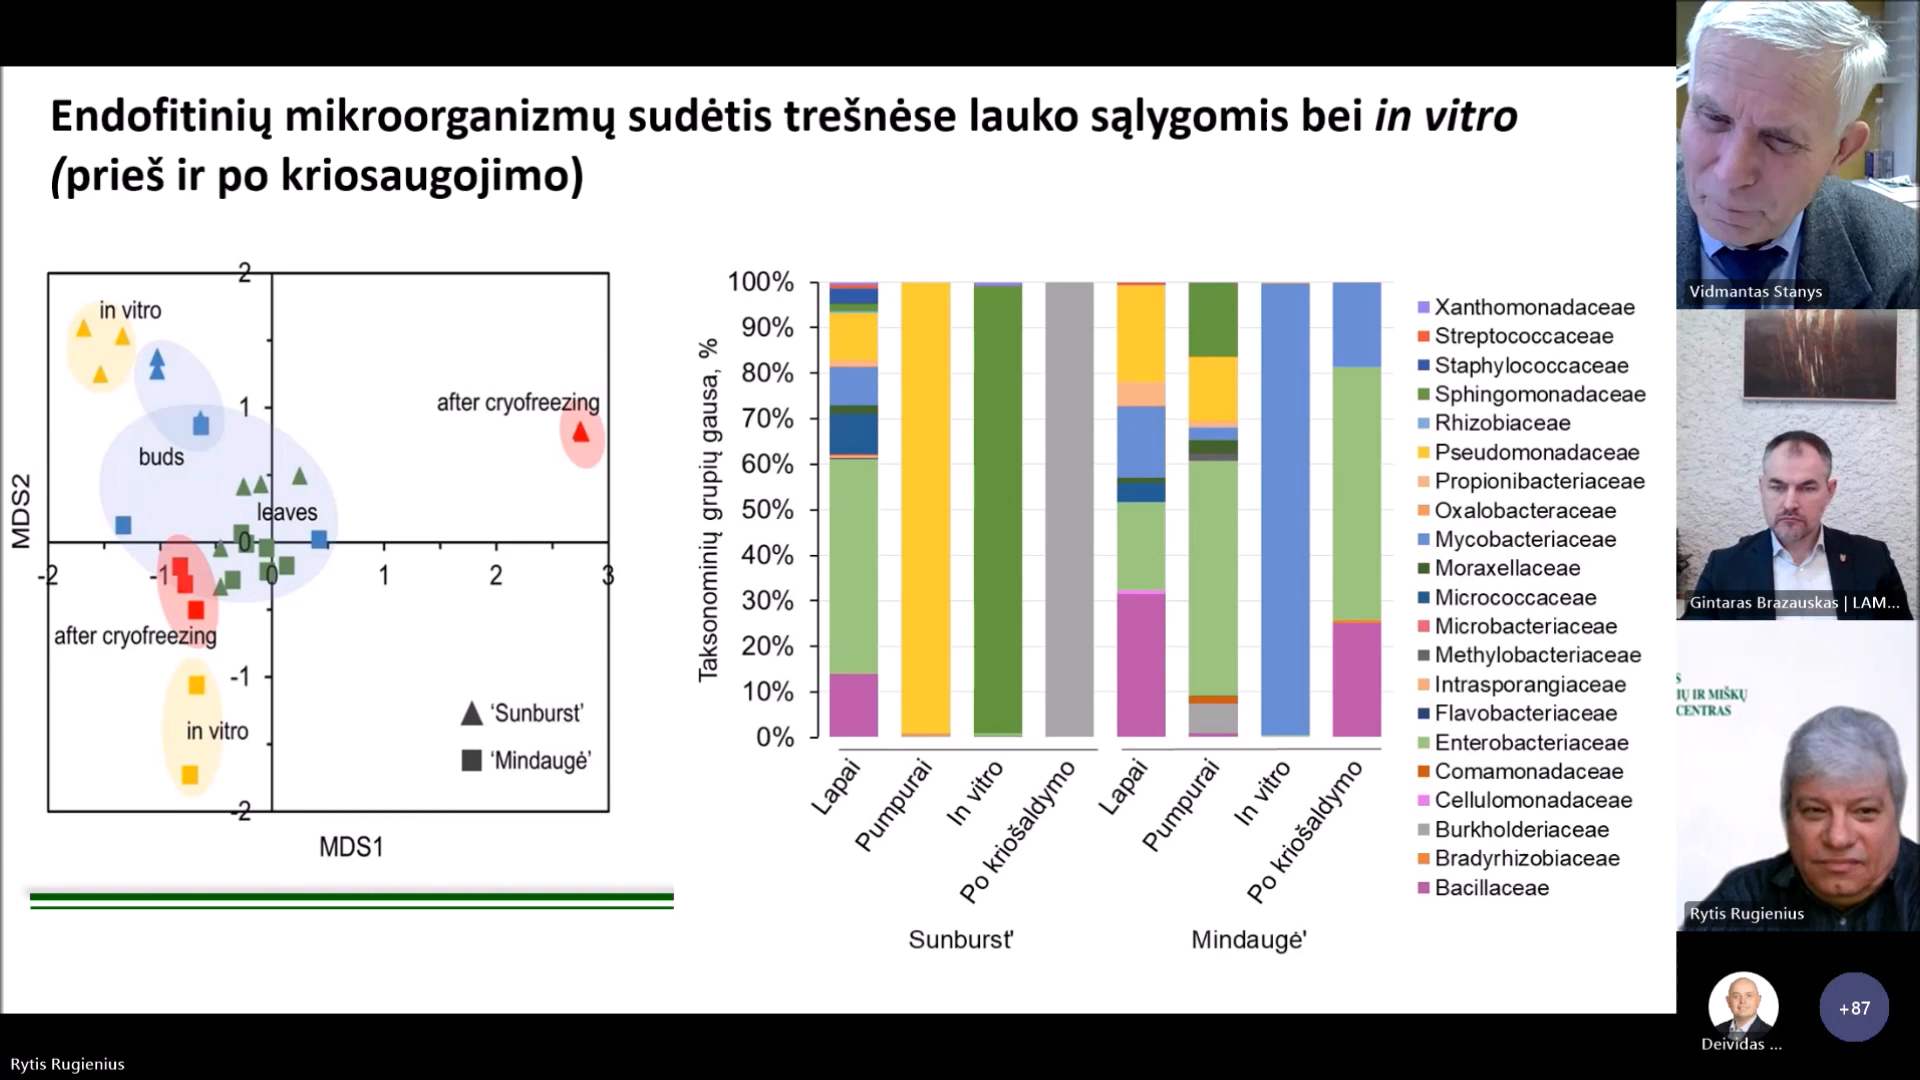 Endofitinių mikroorganizmų sudėtis trešnėse lauko sąlygomis bei in vitro
(prieš ir po kriosaugojimo)
2
in vitro
1
after cryofreezing
buds
leaves
MDS2
0
-2
-1
0
1
2
3
after cryofreezing
-1
in vitro
'Sunburst'
'Mindaugė'
-2
MDS1
Taksonominių grupių gausa, %
100%
90%
80%
70%
60%
50%
40%
30%
20%
10%
0%
Lapai
Pumpurai
In vitro
Po kriošaldymo
Lapai
Pumpurai
In vitro
Po kriošaldymo
Sunburst'
Mindaugė'
Xanthomonadaceae
Streptococcaceae
Staphylococcaceae
Sphingomonadaceae
Rhizobiaceae
Pseudomonadaceae
Propionibacteriaceae
Oxalobacteraceae
Mycobacteriaceae
Moraxellaceae
Micrococcaceae
Microbacteriaceae
Methylobacteriaceae
Intrasporangiaceae
Flavobacteriaceae
Enterobacteriaceae
Comamonadaceae
Cellulomonadaceae
Burkholderiaceae
Bradyrhizobiaceae
Bacillaceae
Vidmantas Stanys
Gintaras Brazauskas | LAM...
S
IŲ IR MIŠKŲ
CENTRAS
Rytis Rugienius
Deividas ...
+87
Rytis Rugienius